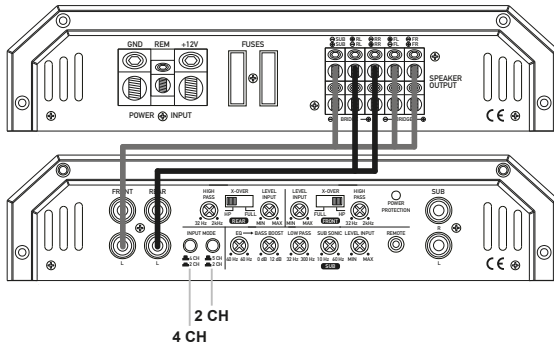 GND REM +12V
FUSES
POWER INPUT
SUB RL RR FL FR
SUB RL RR FL FR
SPEAKER
OUTPUT
BRIDGE BRIDGE
CE
FRONT REAR
HIGH
PASS
X-OVER
LEVEL
INPUT
LEVEL
INPUT
X-OVER
HIGH
PASS
POWER
PROTECTION
SUB
32 Hz 2kHz
HP FULL
REAR
MIN MAX
MIN MAX
FULL HP
FRONT
32 Hz 2kHz
INPUT MODE
EQ BASS BOOST LOW PASS SUB SONIC LEVEL INPUT REMOTE
R
L L L
4 CH
2 CH
5 CH
2 CH
40 Hz 60 Hz 0 dB 12 dB 32 Hz 300 Hz 10 Hz 40 Hz MIN MAX
SUB
CE
2 CH
4 CH